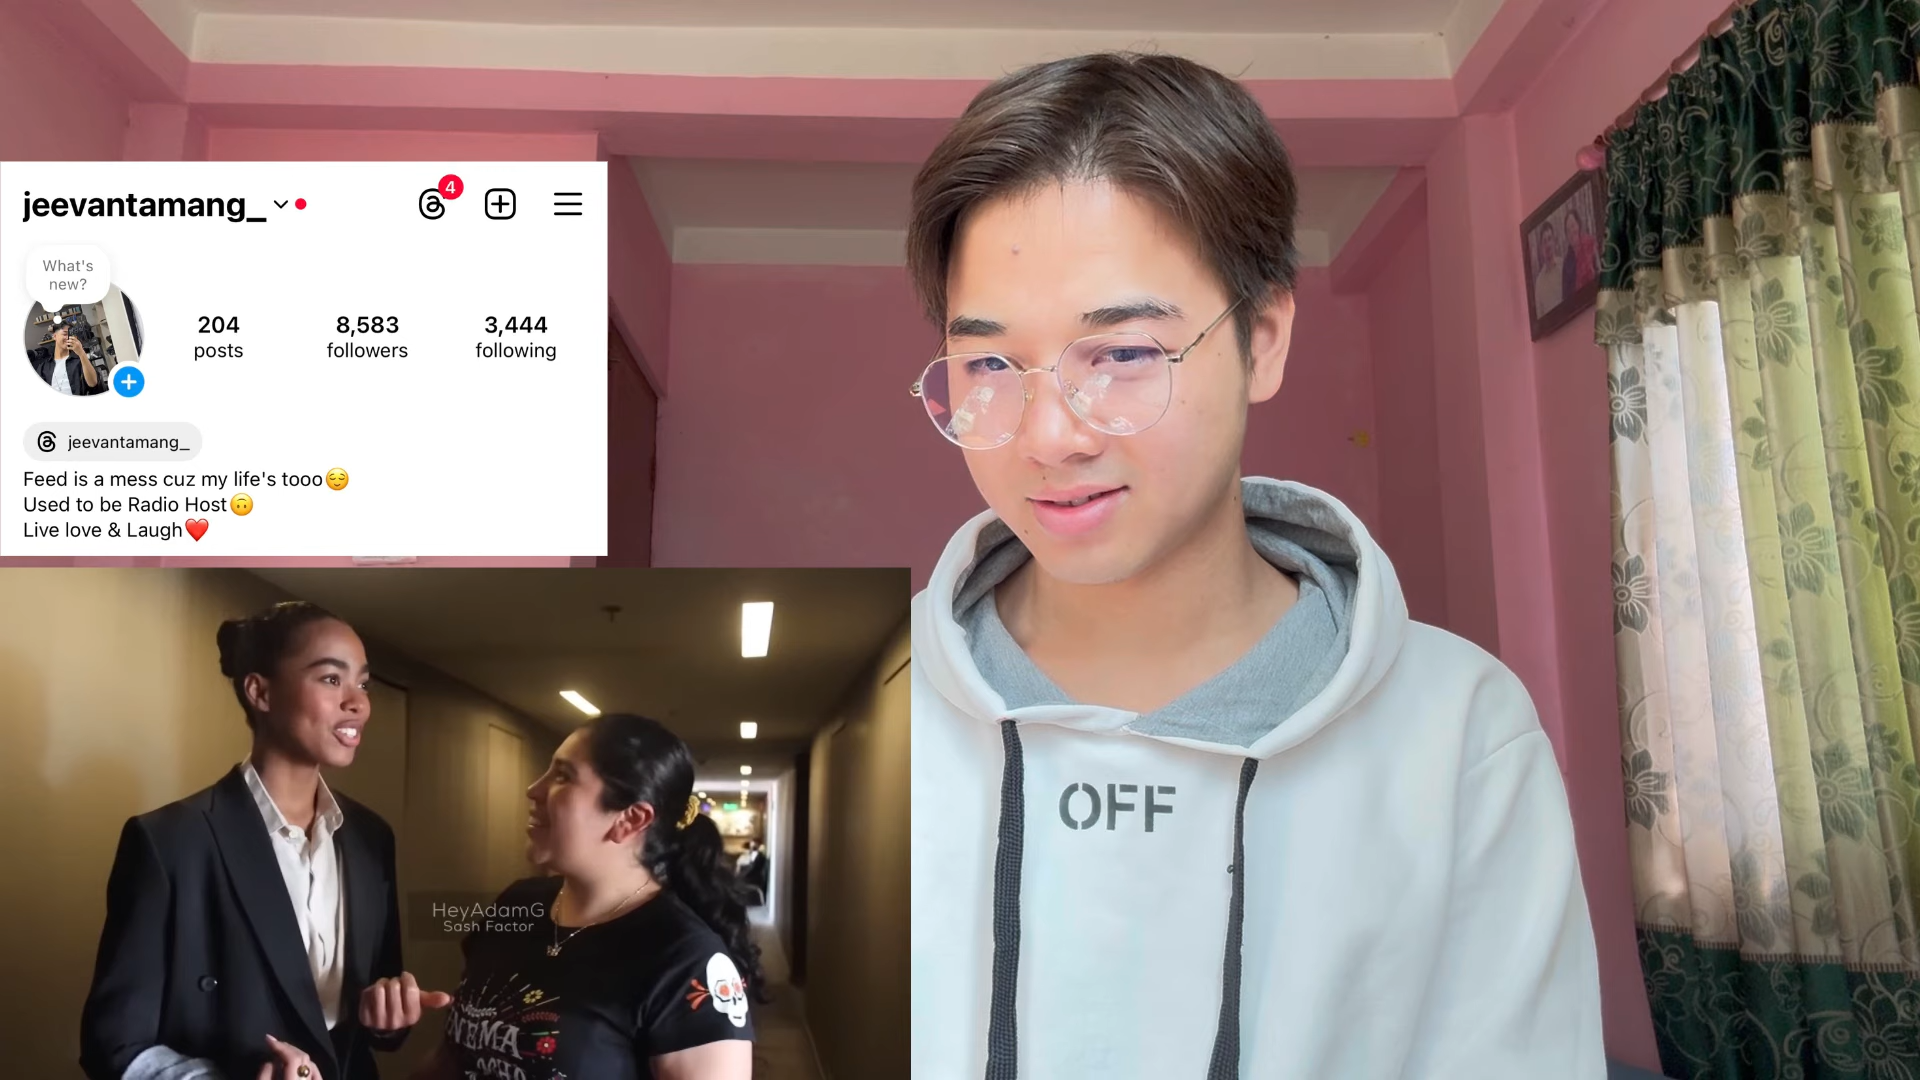 jeevantamang_
4
What's
new?
204
posts
8,583
followers
3,444
following
jeevantamang_
Feed is a mess cuz my life's tooo😌
Used to be Radio Host🙃
Live love & Laugh❤️
HeyAdamG
Sash Factor
NEMA
OFF